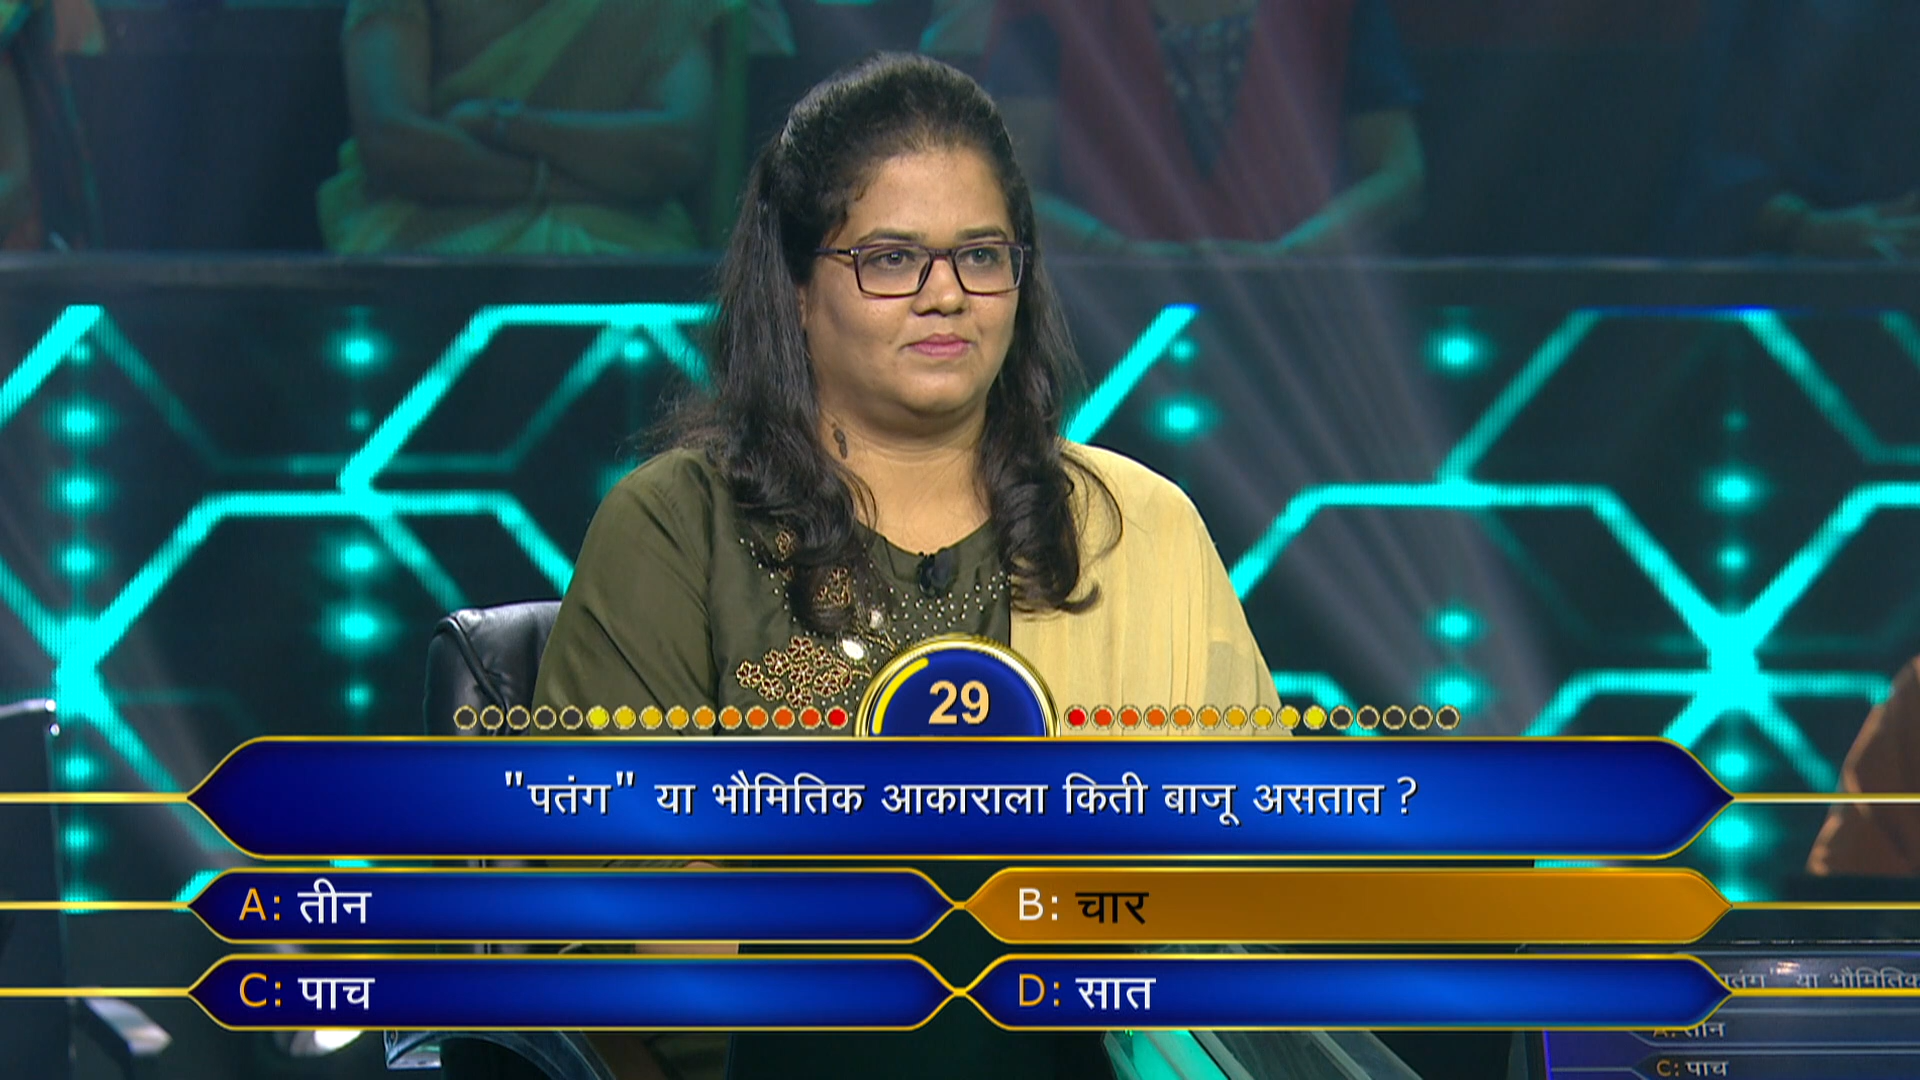 29
"पतंग" या भौमितिक आकाराला किती बाजू असतात ?
A: तीन
B: चार
C: पाच
D: सात
या भौमितिक
A: तीन
C: पाच